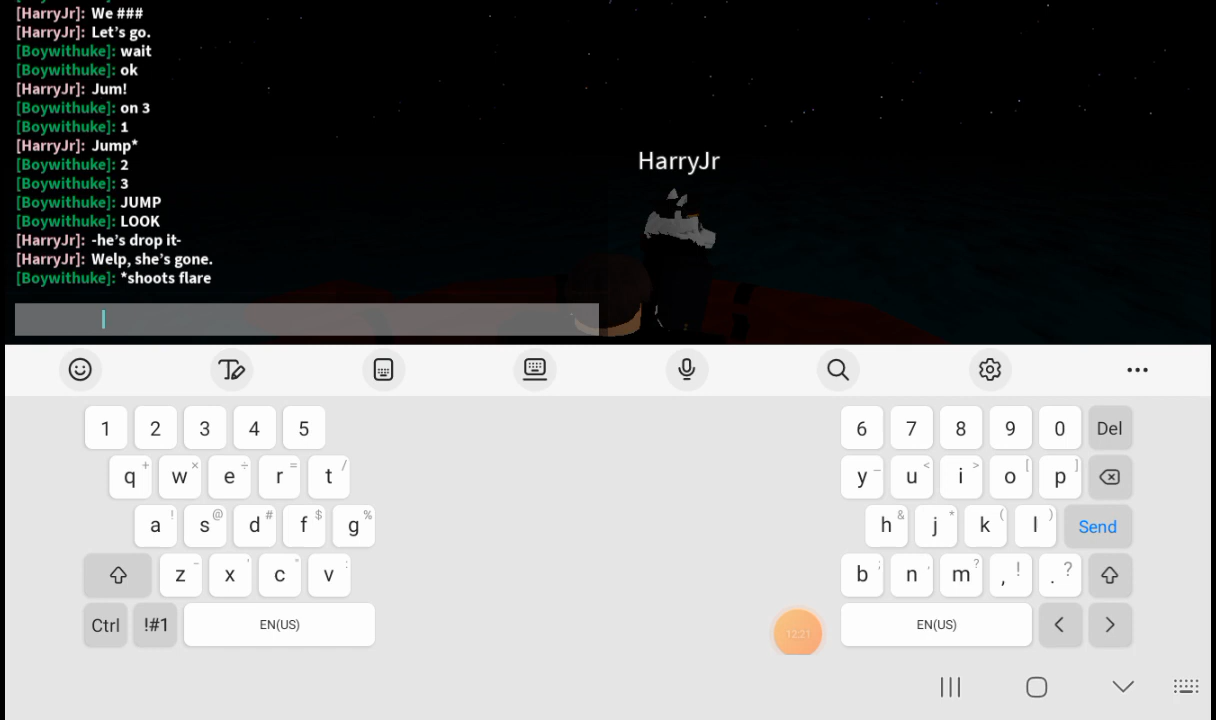 [HarryJr]: We ###
[HarryJr]: Let's go.
[Boywithuke]: wait
[Boywithuke]: ok
[HarryJr]: Jum!
[Boywithuke]: on 3
[Boywithuke]: 1
[HarryJr]: Jump*
[Boywithuke]: 2
[Boywithuke]: 3
[Boywithuke]: JUMP
[Boywithuke]: LOOK
[HarryJr]: -he's drop it-
[HarryJr]: Welp, she's gone.
[Boywithuke]: *shoots flare
HarryJr
1 2 3 4 5 6 7 8 9 0 Del
q + w × e ÷ r = t / y _ u < i > o [ p ]
a ! s @ d # f $ g % h & j * k ( l ) Send
z - x ' c " v : b ; n , m ? , ! . ?
Ctrl !#1 EN(US) 12:21 EN(US) < >